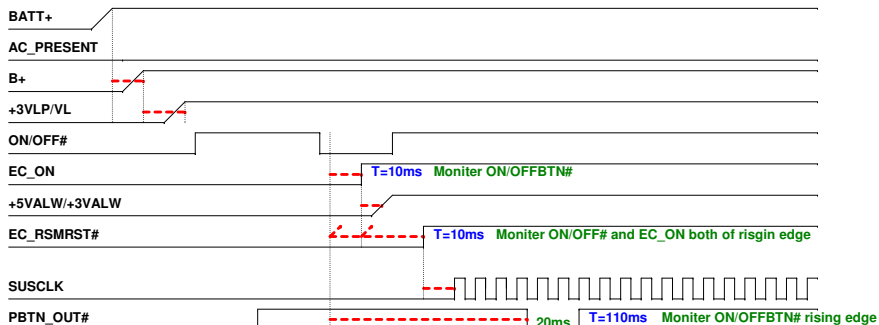 BATT+
AC_PRESENT
B+
+3VLP/VL
ON/OFF#
EC_ON
T=10ms Moniter ON/OFFBTN#
+5VALW/+3VALW
EC_RSMRST#
T=10ms Moniter ON/OFF# and EC_ON both of risgin edge
SUSCLK
PBTN_OUT#
20ms
T=110ms Moniter ON/OFFBTN# rising edge